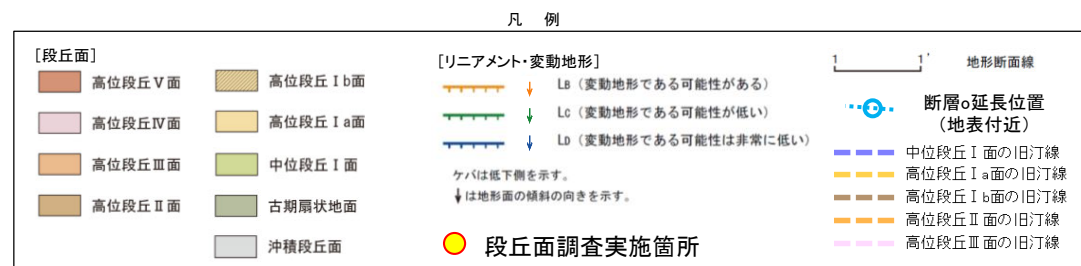 凡 例
[段丘面]
高位段丘Ⅴ面
高位段丘Ⅳ面
高位段丘Ⅲ面
高位段丘Ⅱ面
高位段丘Ⅰb面
高位段丘Ⅰa面
中位段丘Ⅰ面
古期扇状地面
沖積段丘面
[リニアメント・変動地形]
LB (変動地形である可能性がある)
LC (変動地形である可能性が低い)
LD (変動地形である可能性は非常に低い)
ケバは低下側を示す。
↓は地形面の傾斜の向きを示す。
段丘面調査実施箇所
1 1' 地形断面線
断層o延長位置
(地表付近)
中位段丘Ⅰ面の旧汀線
高位段丘Ⅰa面の旧汀線
高位段丘Ⅰb面の旧汀線
高位段丘Ⅱ面の旧汀線
高位段丘Ⅲ面の旧汀線